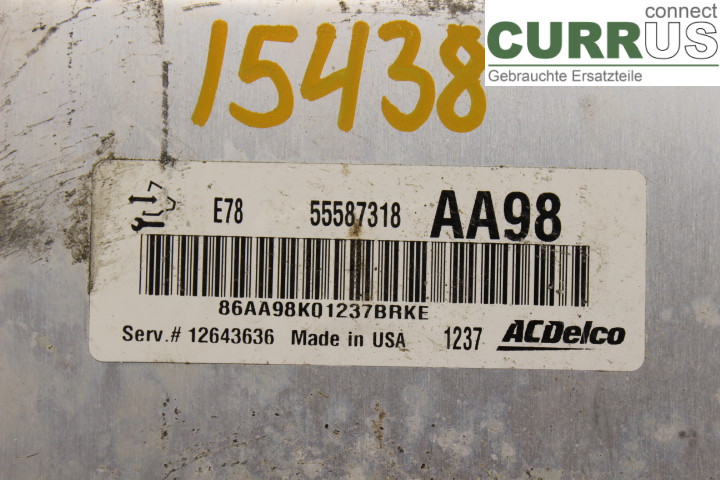 15438
connect
CURRUS
Gebrauchte Ersatzteile
E78 55587318 AA98
86AA98K01237BRKE
Serv.# 12643636 Made in USA 1237 ACDelco